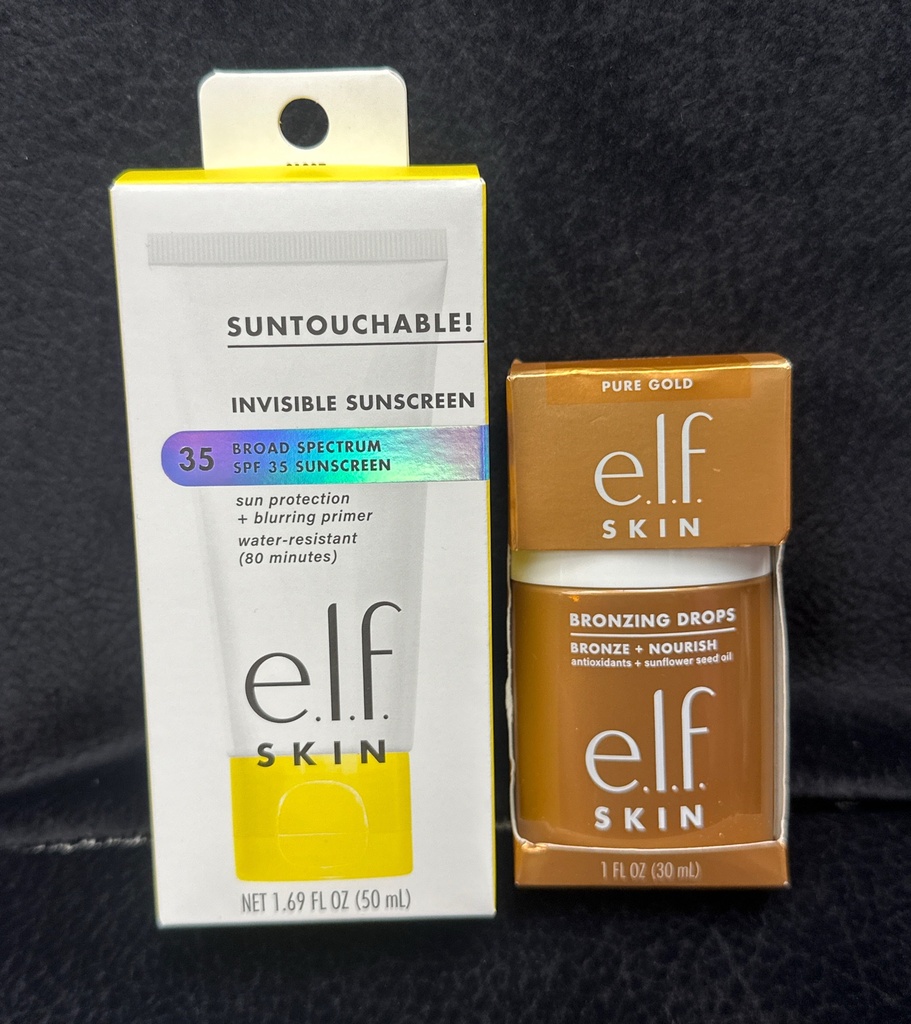 SUNTOUCHABLE!
INVISIBLE SUNSCREEN
35
BROAD SPECTRUM
SPF 35 SUNSCREEN
sun protection
+ blurring primer
water-resistant
(80 minutes)
e.l.f.
SKIN
NET 1.69 FL OZ (50 mL)
PURE GOLD
e.l.f.
SKIN
BRONZING DROPS
BRONZE + NOURISH
antioxidants + sunflower seed oil
e.l.f.
SKIN
1 FL OZ (30 mL)